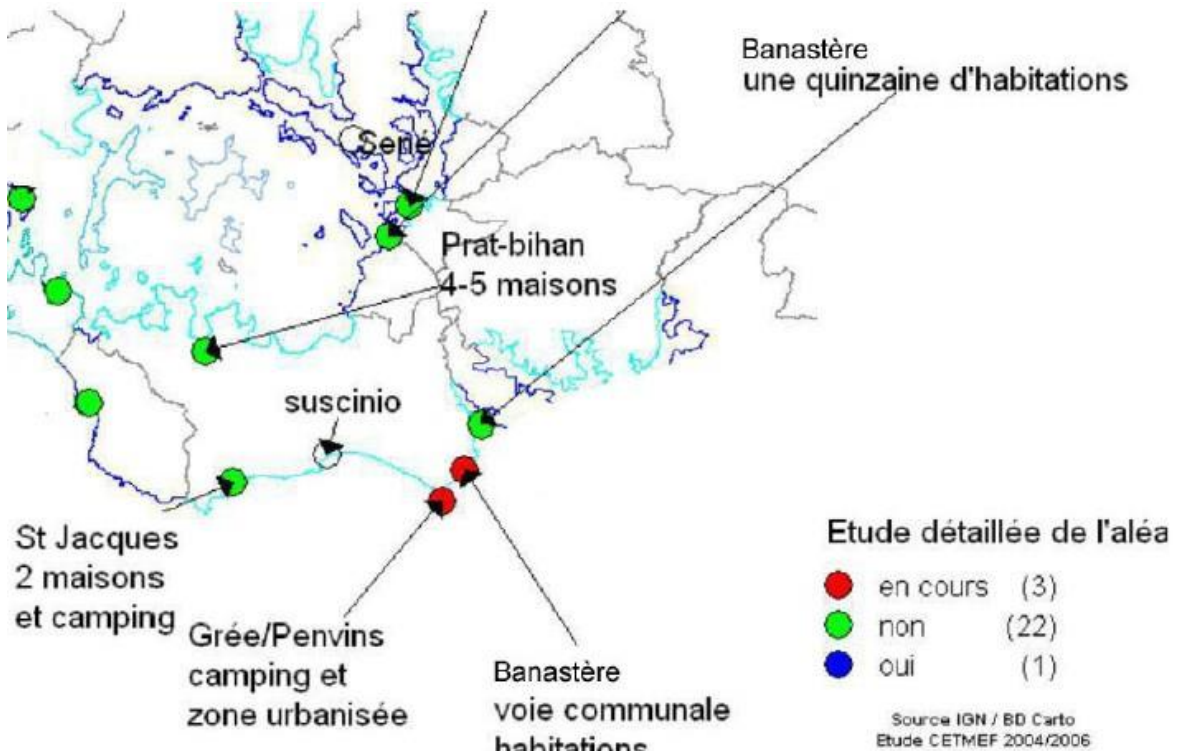 Banastère
une quinzaine d'habitations
Sené
Prat-bihan
4-5 maisons
suscinio
St Jacques
2 maisons
et camping
Grée/Penvins
camping et
zone urbanisée
Banastère
voie communale
habitations
Etude détaillée de l'aléa
en cours (3)
non (22)
oui (1)
Source IGN / BD Carto
Etude CETMEF 2004/2006